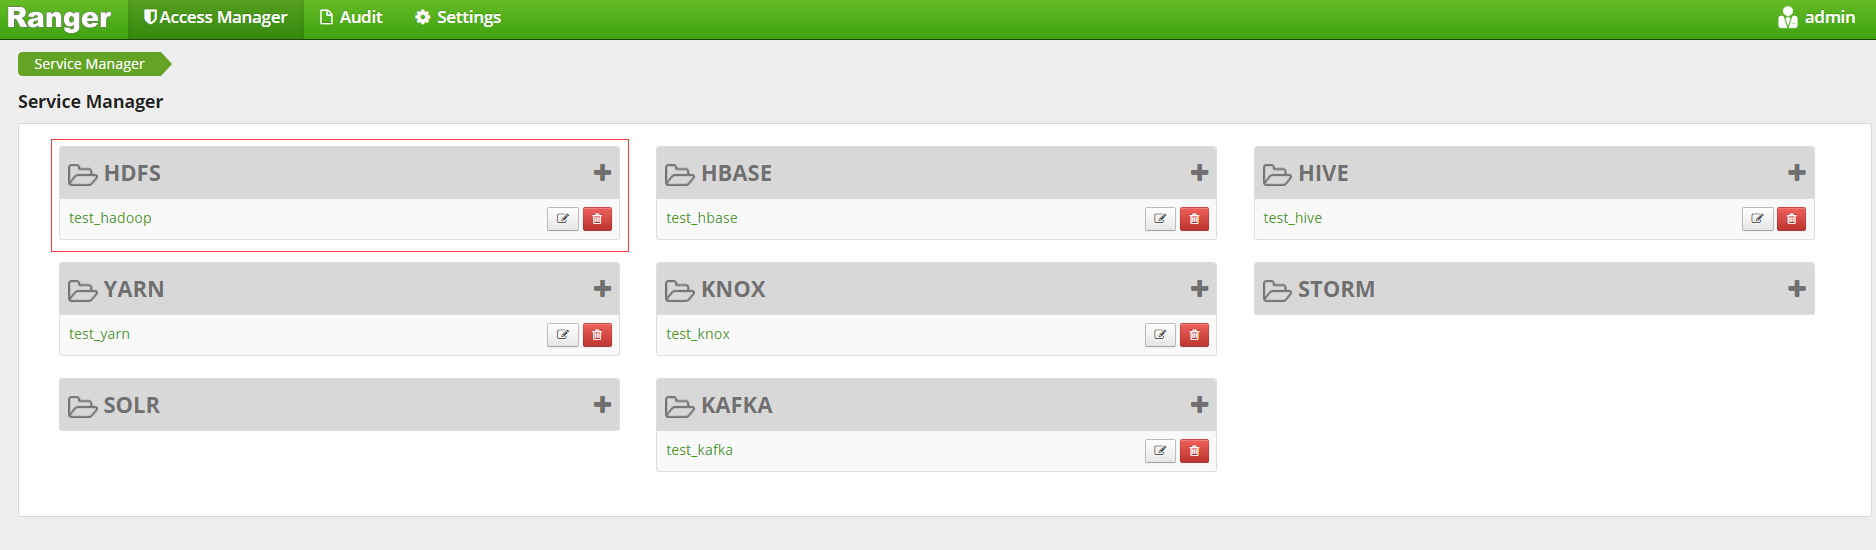 Ranger Access Manager Audit Settings admin
Service Manager
Service Manager
HDFS
test_hadoop
HBASE
test_hbase
HIVE
test_hive
YARN
test_yarn
KNOX
test_knox
STORM
SOLR
KAFKA
test_kafka